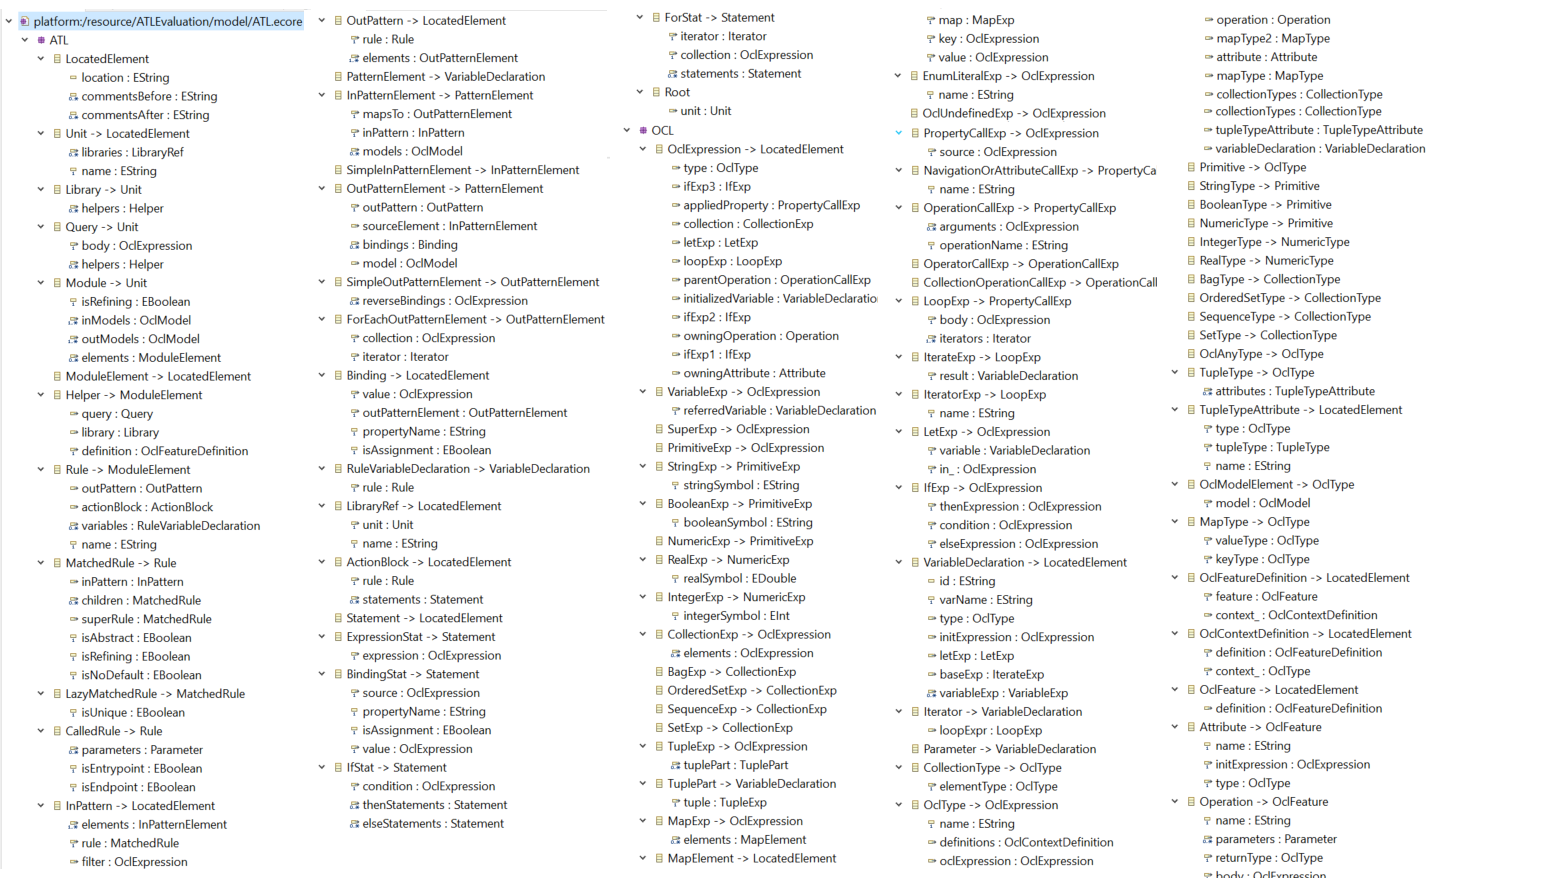 platform:/resource/ATLEvaluation/model/ATL.ecore
ATL
LocatedElement
location : EString
commentsBefore : EString
commentsAfter : EString
Unit -> LocatedElement
libraries : LibraryRef
name : EString
Library -> Unit
helpers : Helper
Query -> Unit
body : OclExpression
helpers : Helper
Module -> Unit
isRefining : EBoolean
inModels : OclModel
outModels : OclModel
elements : ModuleElement
ModuleElement -> LocatedElement
Helper -> ModuleElement
query : Query
library : Library
definition : OclFeatureDefinition
Rule -> ModuleElement
outPattern : OutPattern
actionBlock : ActionBlock
variables : RuleVariableDeclaration
name : EString
MatchedRule -> Rule
inPattern : InPattern
children : MatchedRule
superRule : MatchedRule
isAbstract : EBoolean
isRefining : EBoolean
isNoDefault : EBoolean
LazyMatchedRule -> MatchedRule
isUnique : EBoolean
CalledRule -> Rule
parameters : Parameter
isEntrypoint : EBoolean
isEndpoint : EBoolean
InPattern -> LocatedElement
elements : InPatternElement
rule : MatchedRule
filter : OclExpression
OutPattern -> LocatedElement
rule : Rule
elements : OutPatternElement
PatternElement -> VariableDeclaration
InPatternElement -> PatternElement
mapsTo : OutPatternElement
inPattern : InPattern
models : OclModel
SimpleInPatternElement -> InPatternElement
OutPatternElement -> PatternElement
outPattern : OutPattern
sourceElement : InPatternElement
bindings : Binding
model : OclModel
SimpleOutPatternElement -> OutPatternElement
reverseBindings : OclExpression
ForEachOutPatternElement -> OutPatternElement
collection : OclExpression
iterator : Iterator
Binding -> LocatedElement
value : OclExpression
outPatternElement : OutPatternElement
propertyName : EString
isAssignment : EBoolean
RuleVariableDeclaration -> VariableDeclaration
rule : Rule
LibraryRef -> LocatedElement
unit : Unit
name : EString
ActionBlock -> LocatedElement
rule : Rule
statements : Statement
Statement -> LocatedElement
ExpressionStat -> Statement
expression : OclExpression
BindingStat -> Statement
source : OclExpression
propertyName : EString
isAssignment : EBoolean
value : OclExpression
IfStat -> Statement
condition : OclExpression
thenStatements : Statement
elseStatements : Statement
ForStat -> Statement
iterator : Iterator
collection : OclExpression
statements : Statement
Root
unit : Unit
OCL
OclExpression -> LocatedElement
type : OclType
ifExp3 : IfExp
appliedProperty : PropertyCallExp
collection : CollectionExp
letExp : LetExp
loopExp : LoopExp
parentOperation : OperationCallExp
initializedVariable : VariableDeclaratio
ifExp2 : IfExp
owningOperation : Operation
ifExp1 : IfExp
owningAttribute : Attribute
VariableExp -> OclExpression
referredVariable : VariableDeclaration
SuperExp -> OclExpression
PrimitiveExp -> OclExpression
StringExp -> PrimitiveExp
stringSymbol : EString
BooleanExp -> PrimitiveExp
booleanSymbol : EString
NumericExp -> PrimitiveExp
RealExp -> NumericExp
realSymbol : EDouble
IntegerExp -> NumericExp
integerSymbol : EInt
CollectionExp -> OclExpression
elements : OclExpression
BagExp -> CollectionExp
OrderedSetExp -> CollectionExp
SequenceExp -> CollectionExp
SetExp -> CollectionExp
TupleExp -> OclExpression
tuplePart : TuplePart
TuplePart -> VariableDeclaration
tuple : TupleExp
MapExp -> OclExpression
elements : MapElement
MapElement -> LocatedElement
map : MapExp
key : OclExpression
value : OclExpression
EnumLiteralExp -> OclExpression
name : EString
OclUndefinedExp -> OclExpression
PropertyCallExp -> OclExpression
source : OclExpression
NavigationOrAttributeCallExp -> PropertyCa
name : EString
OperationCallExp -> PropertyCallExp
arguments : OclExpression
operationName : EString
OperatorCallExp -> OperationCallExp
CollectionOperationCallExp -> OperationCall
LoopExp -> PropertyCallExp
body : OclExpression
iterators : Iterator
IterateExp -> LoopExp
result : VariableDeclaration
IteratorExp -> LoopExp
name : EString
LetExp -> OclExpression
variable : VariableDeclaration
in_ : OclExpression
IfExp -> OclExpression
thenExpression : OclExpression
condition : OclExpression
elseExpression : OclExpression
VariableDeclaration -> LocatedElement
id : EString
varName : EString
type : OclType
initExpression : OclExpression
letExp : LetExp
baseExp : IterateExp
variableExp : VariableExp
Iterator -> VariableDeclaration
loopExpr : LoopExp
Parameter -> VariableDeclaration
CollectionType -> OclType
elementType : OclType
OclType -> OclExpression
name : EString
definitions : OclContextDefinition
oclExpression : OclExpression
operation : Operation
mapType2 : MapType
attribute : Attribute
mapType : MapType
collectionTypes : CollectionType
collectionTypes : CollectionType
tupleTypeAttribute : TupleTypeAttribute
variableDeclaration : VariableDeclaration
Primitive -> OclType
StringType -> Primitive
BooleanType -> Primitive
NumericType -> Primitive
IntegerType -> NumericType
RealType -> NumericType
BagType -> CollectionType
OrderedSetType -> CollectionType
SequenceType -> CollectionType
SetType -> CollectionType
OclAnyType -> OclType
TupleType -> OclType
attributes : TupleTypeAttribute
TupleTypeAttribute -> LocatedElement
type : OclType
tupleType : TupleType
name : EString
OclModelElement -> OclType
model : OclModel
MapType -> OclType
valueType : OclType
keyType : OclType
OclFeatureDefinition -> LocatedElement
feature : OclFeature
context_ : OclContextDefinition
OclContextDefinition -> LocatedElement
definition : OclFeatureDefinition
context_ : OclType
OclFeature -> LocatedElement
definition : OclFeatureDefinition
Attribute -> OclFeature
name : EString
initExpression : OclExpression
type : OclType
Operation -> OclFeature
name : EString
parameters : Parameter
returnType : OclType
body : OclExpression